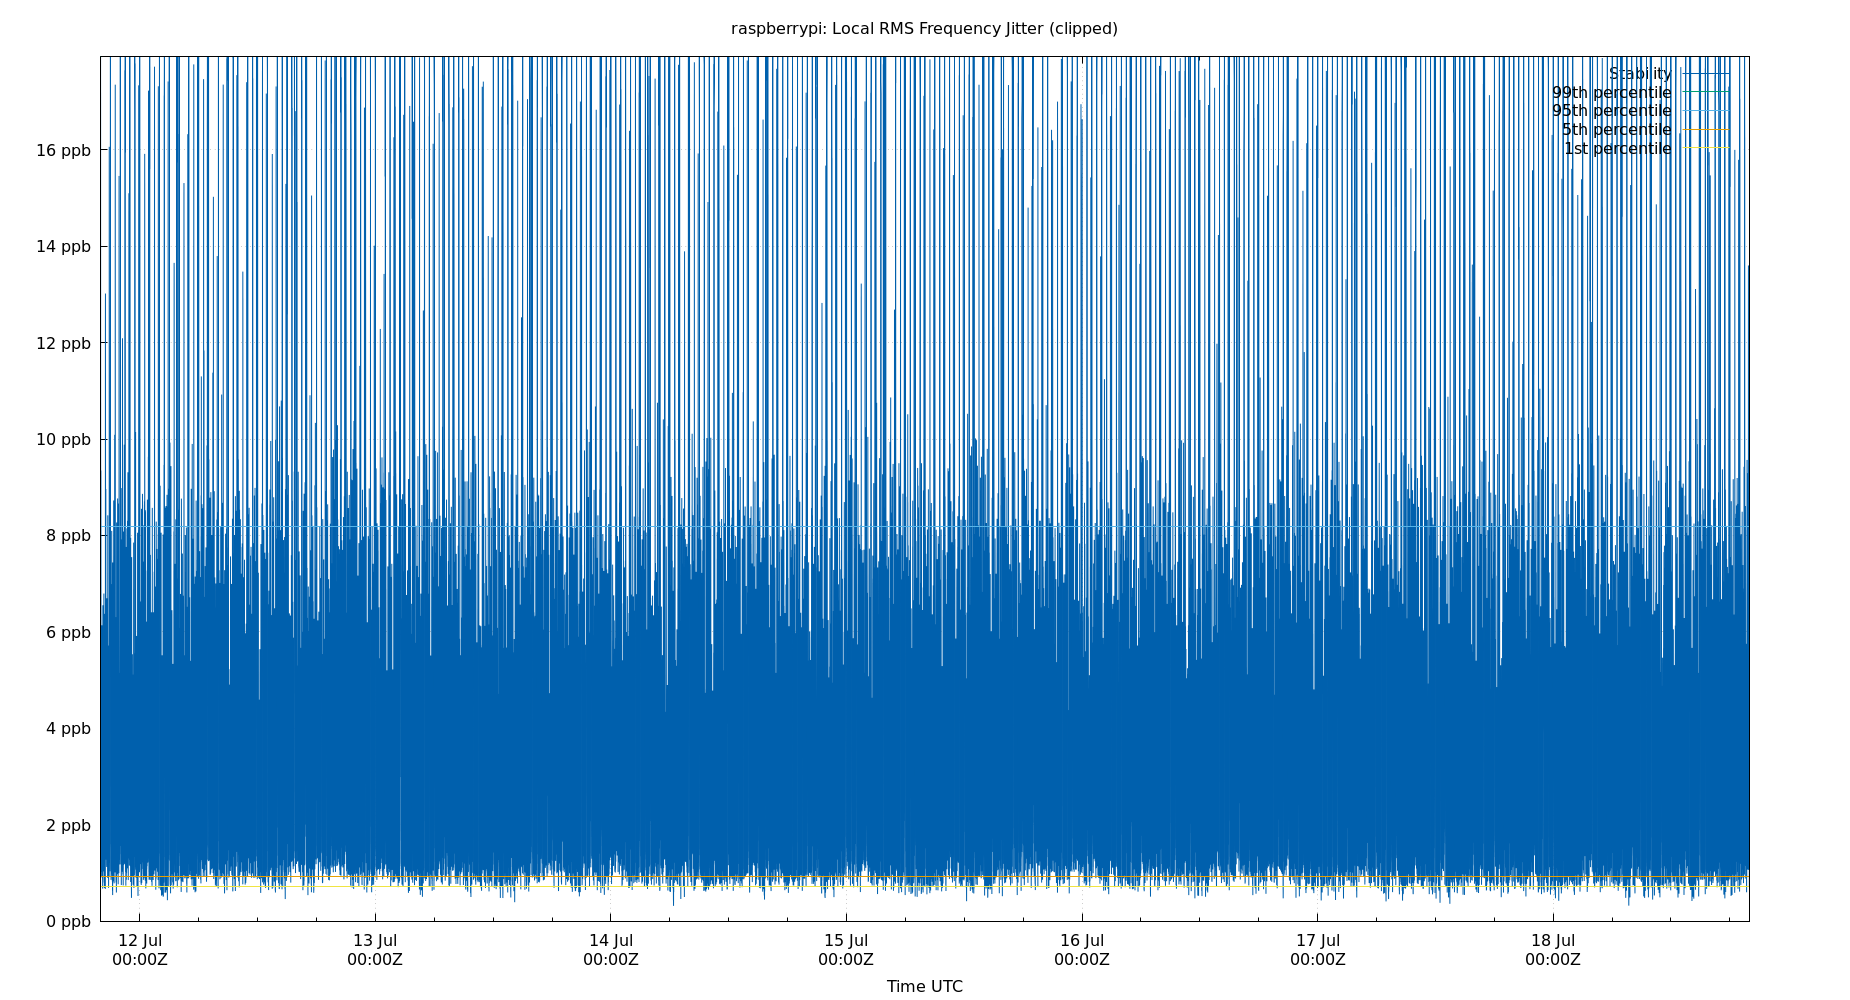 raspberrypi: Local RMS Frequency Jitter (clipped)
Stability
99th percentile
95th percentile
5th percentile
1st percentile
16 ppb
14 ppb
12 ppb
10 ppb
8 ppb
6 ppb
4 ppb
2 ppb
0 ppb
12 Jul 13 Jul 14 Jul 15 Jul 16 Jul 17 Jul 18 Jul
00:00Z 00:00Z 00:00Z 00:00Z 00:00Z 00:00Z 00:00Z
Time UTC